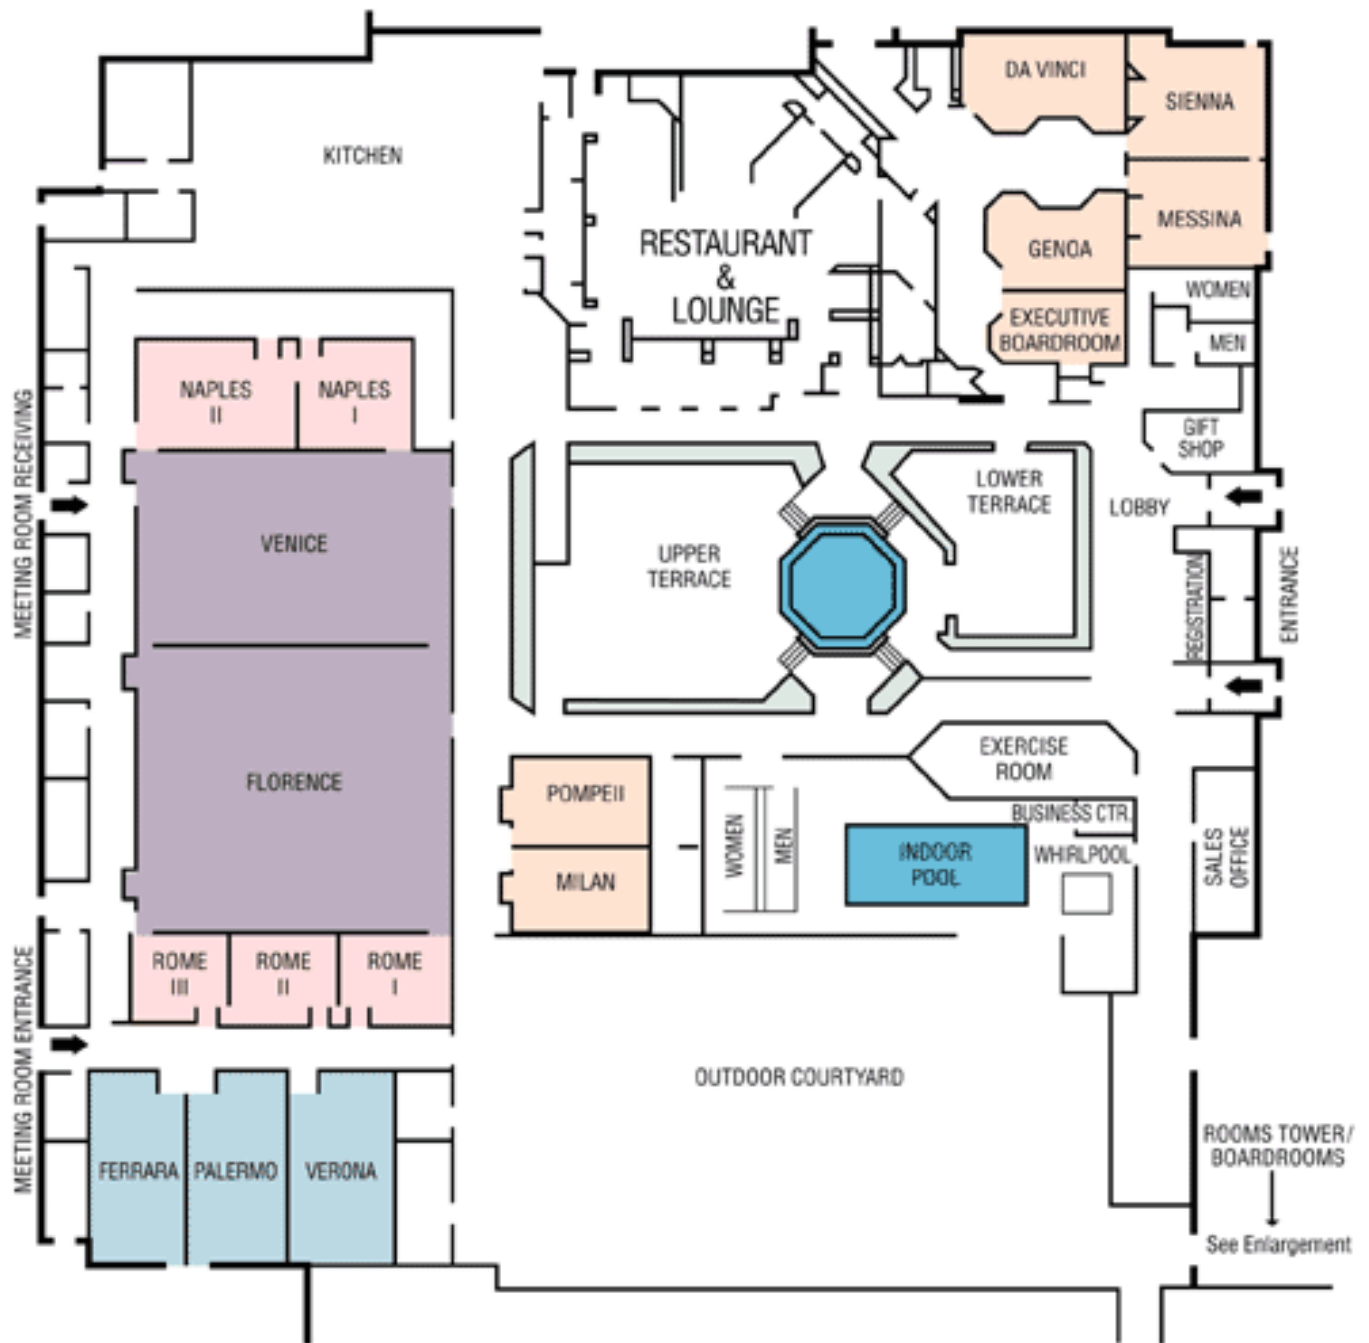 DA VINCI
SIENNA
KITCHEN
MESSINA
RESTAURANT
&
LOUNGE
GENOA
WOMEN
EXECUTIVE
BOARDROOM
MEN
NAPLES
II
NAPLES
I
GIFT
SHOP
MEETING ROOM RECEIVING
LOWER
TERRACE
LOBBY
VENICE
UPPER
TERRACE
REGISTRATION
ENTRANCE
EXERCISE
ROOM
FLORENCE
POMPEII
BUSINESS CTR.
WOMEN
MEN
INDOOR
POOL
WHIRLPOOL
SALES
OFFICE
MILAN
ROME
III
ROME
II
ROME
I
MEETING ROOM ENTRANCE
OUTDOOR COURTYARD
ROOMS TOWER/
BOARDROOMS
FERRARA
PALERMO
VERONA
See Enlargement